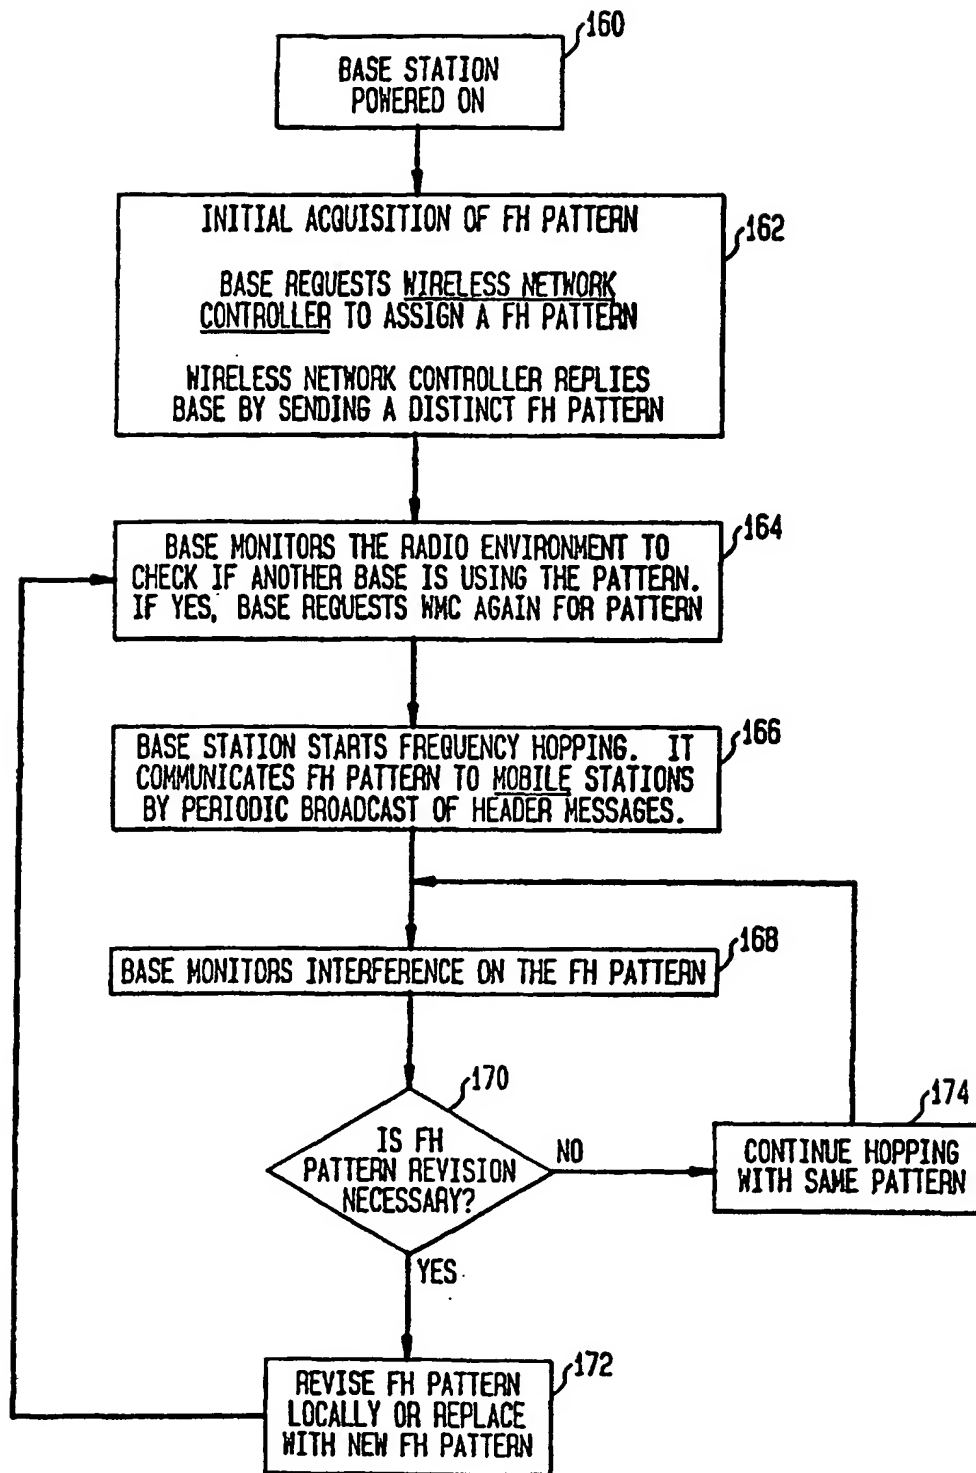 160
BASE STATION
POWERED ON
162
INITIAL ACQUISITION OF FH PATTERN
BASE REQUESTS WIRELESS NETWORK
CONTROLLER TO ASSIGN A FH PATTERN
WIRELESS NETWORK CONTROLLER REPLIES
BASE BY SENDING A DISTINCT FH PATTERN
164
BASE MONITORS THE RADIO ENVIRONMENT TO
CHECK IF ANOTHER BASE IS USING THE PATTERN.
IF YES, BASE REQUESTS WMC AGAIN FOR PATTERN
166
BASE STATION STARTS FREQUENCY HOPPING. IT
COMMUNICATES FH PATTERN TO MOBILE STATIONS
BY PERIODIC BROADCAST OF HEADER MESSAGES.
168
BASE MONITORS INTERFERENCE ON THE FH PATTERN
170
IS FH
PATTERN REVISION
NECESSARY?
NO
174
CONTINUE HOPPING
WITH SAME PATTERN
YES
172
REVISE FH PATTERN
LOCALLY OR REPLACE
WITH NEW FH PATTERN